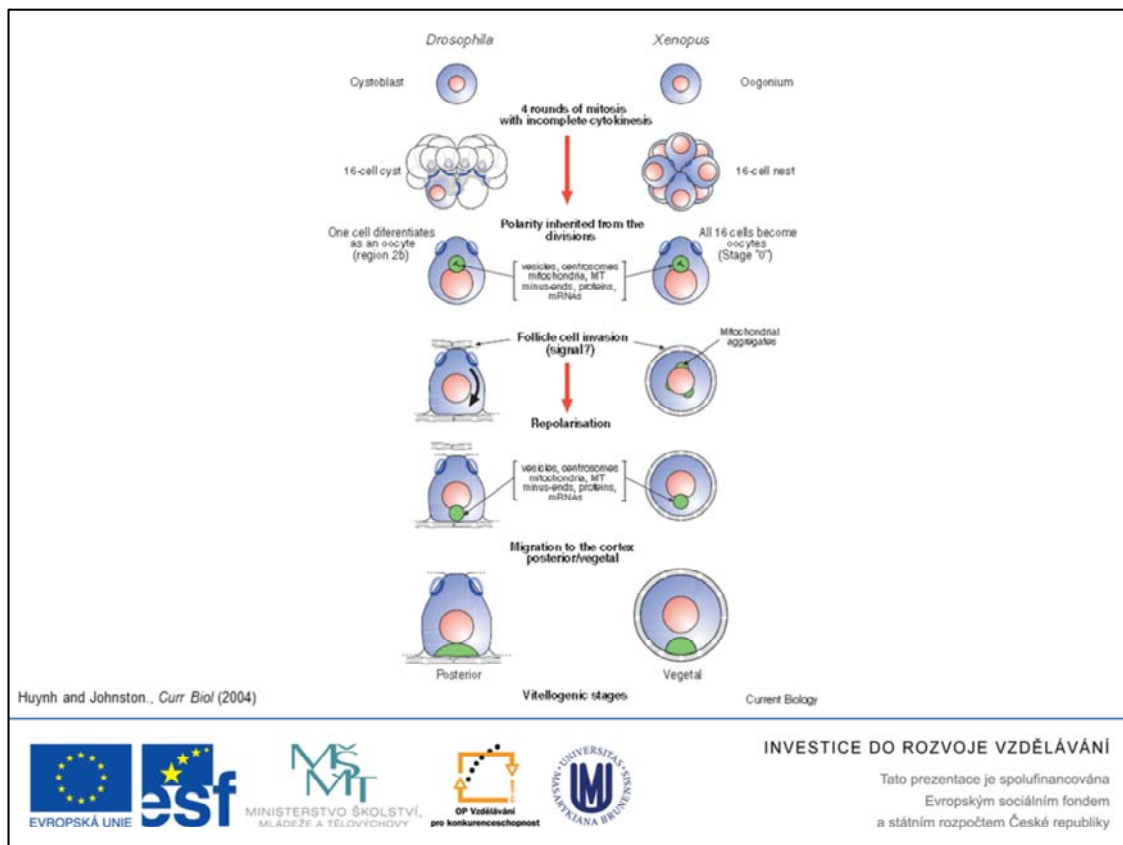 Drosophila
Xenopus
Cystoblast
Oogonium
4 rounds of mitosis
with incomplete cytokinesis
16-cell cyst
16-cell nest
Polarity inherited from the
divisions
One cell diferentiates
as an oocyte
(region 2b)
All 16 cells become
oocytes
(Stage "0")
vesicles, centrosomes
mitochondria, MT
minus-ends, proteins,
mRNAs
Follicle cell invasion
(signal?)
Mitochondrial
aggregates
Repolarisation
vesicles, centrosomes
mitochondria, MT
minus-ends, proteins,
mRNAs
Migration to the cortex
posterior/vegetal
Posterior
Vegetal
Huynh and Johnston., Curr Biol (2004)
Vitellogenic stages
Current Biology
EVROPSKÁ UNIE
esf
MŠMT
MINISTERSTVO ŠKOLSTVÍ,
MLÁDEŽE A TĚLOVÝCHOVY
OP Vzdělávání
pro konkurenceschopnost
UNIVERSITAS MASARYKIANA BRUNENSIS
INVESTICE DO ROZVOJE VZDĚLÁVÁNÍ
Tato prezentace je spolufinancována
Evropským sociálním fondem
a státním rozpočtem České republiky